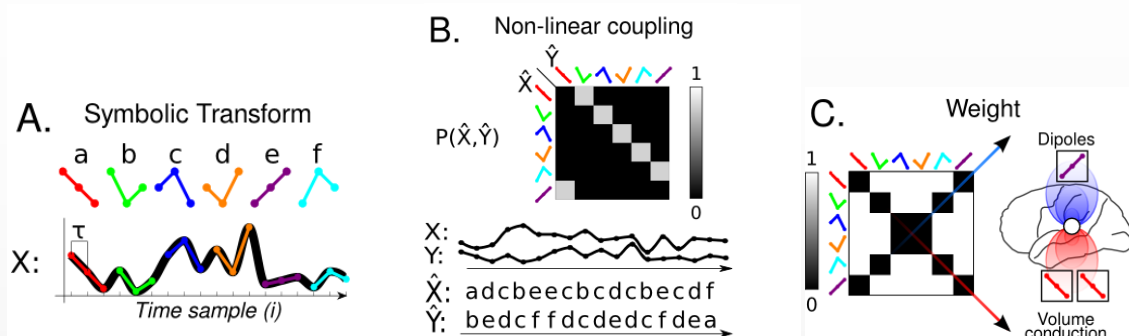 A.
Symbolic Transform
a b c d e f
τ
X:
Time sample (i)
B.
Non-linear coupling
Ŷ
X̂
1
P(X̂,Ŷ)
0
X:
Y:
X̂: adcbeecbcdcbecdf
Ŷ: bedcffdcdedcfdea
C.
Weight
1
0
Dipoles
Volume
conduction